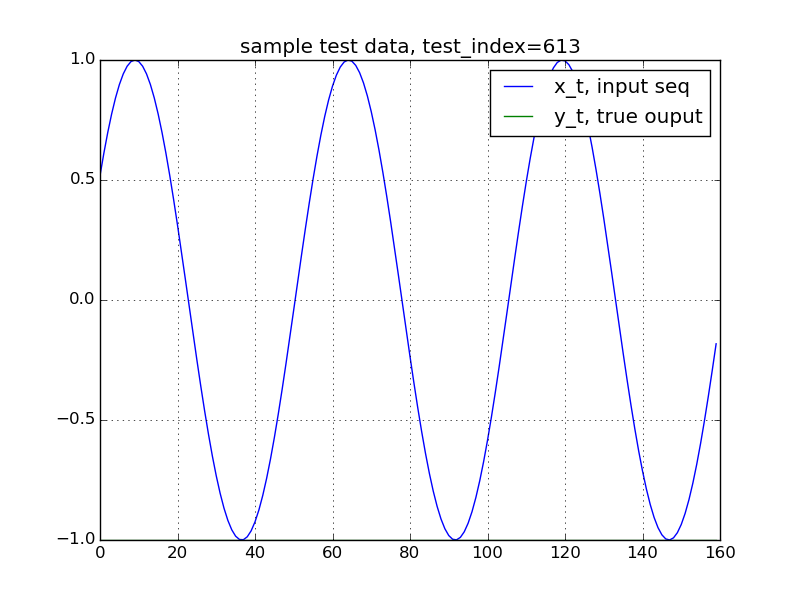 sample test data, test_index=613
x_t, input seq
y_t, true ouput
1.0
0.5
0.0
−0.5
−1.0
0 20 40 60 80 100 120 140 160